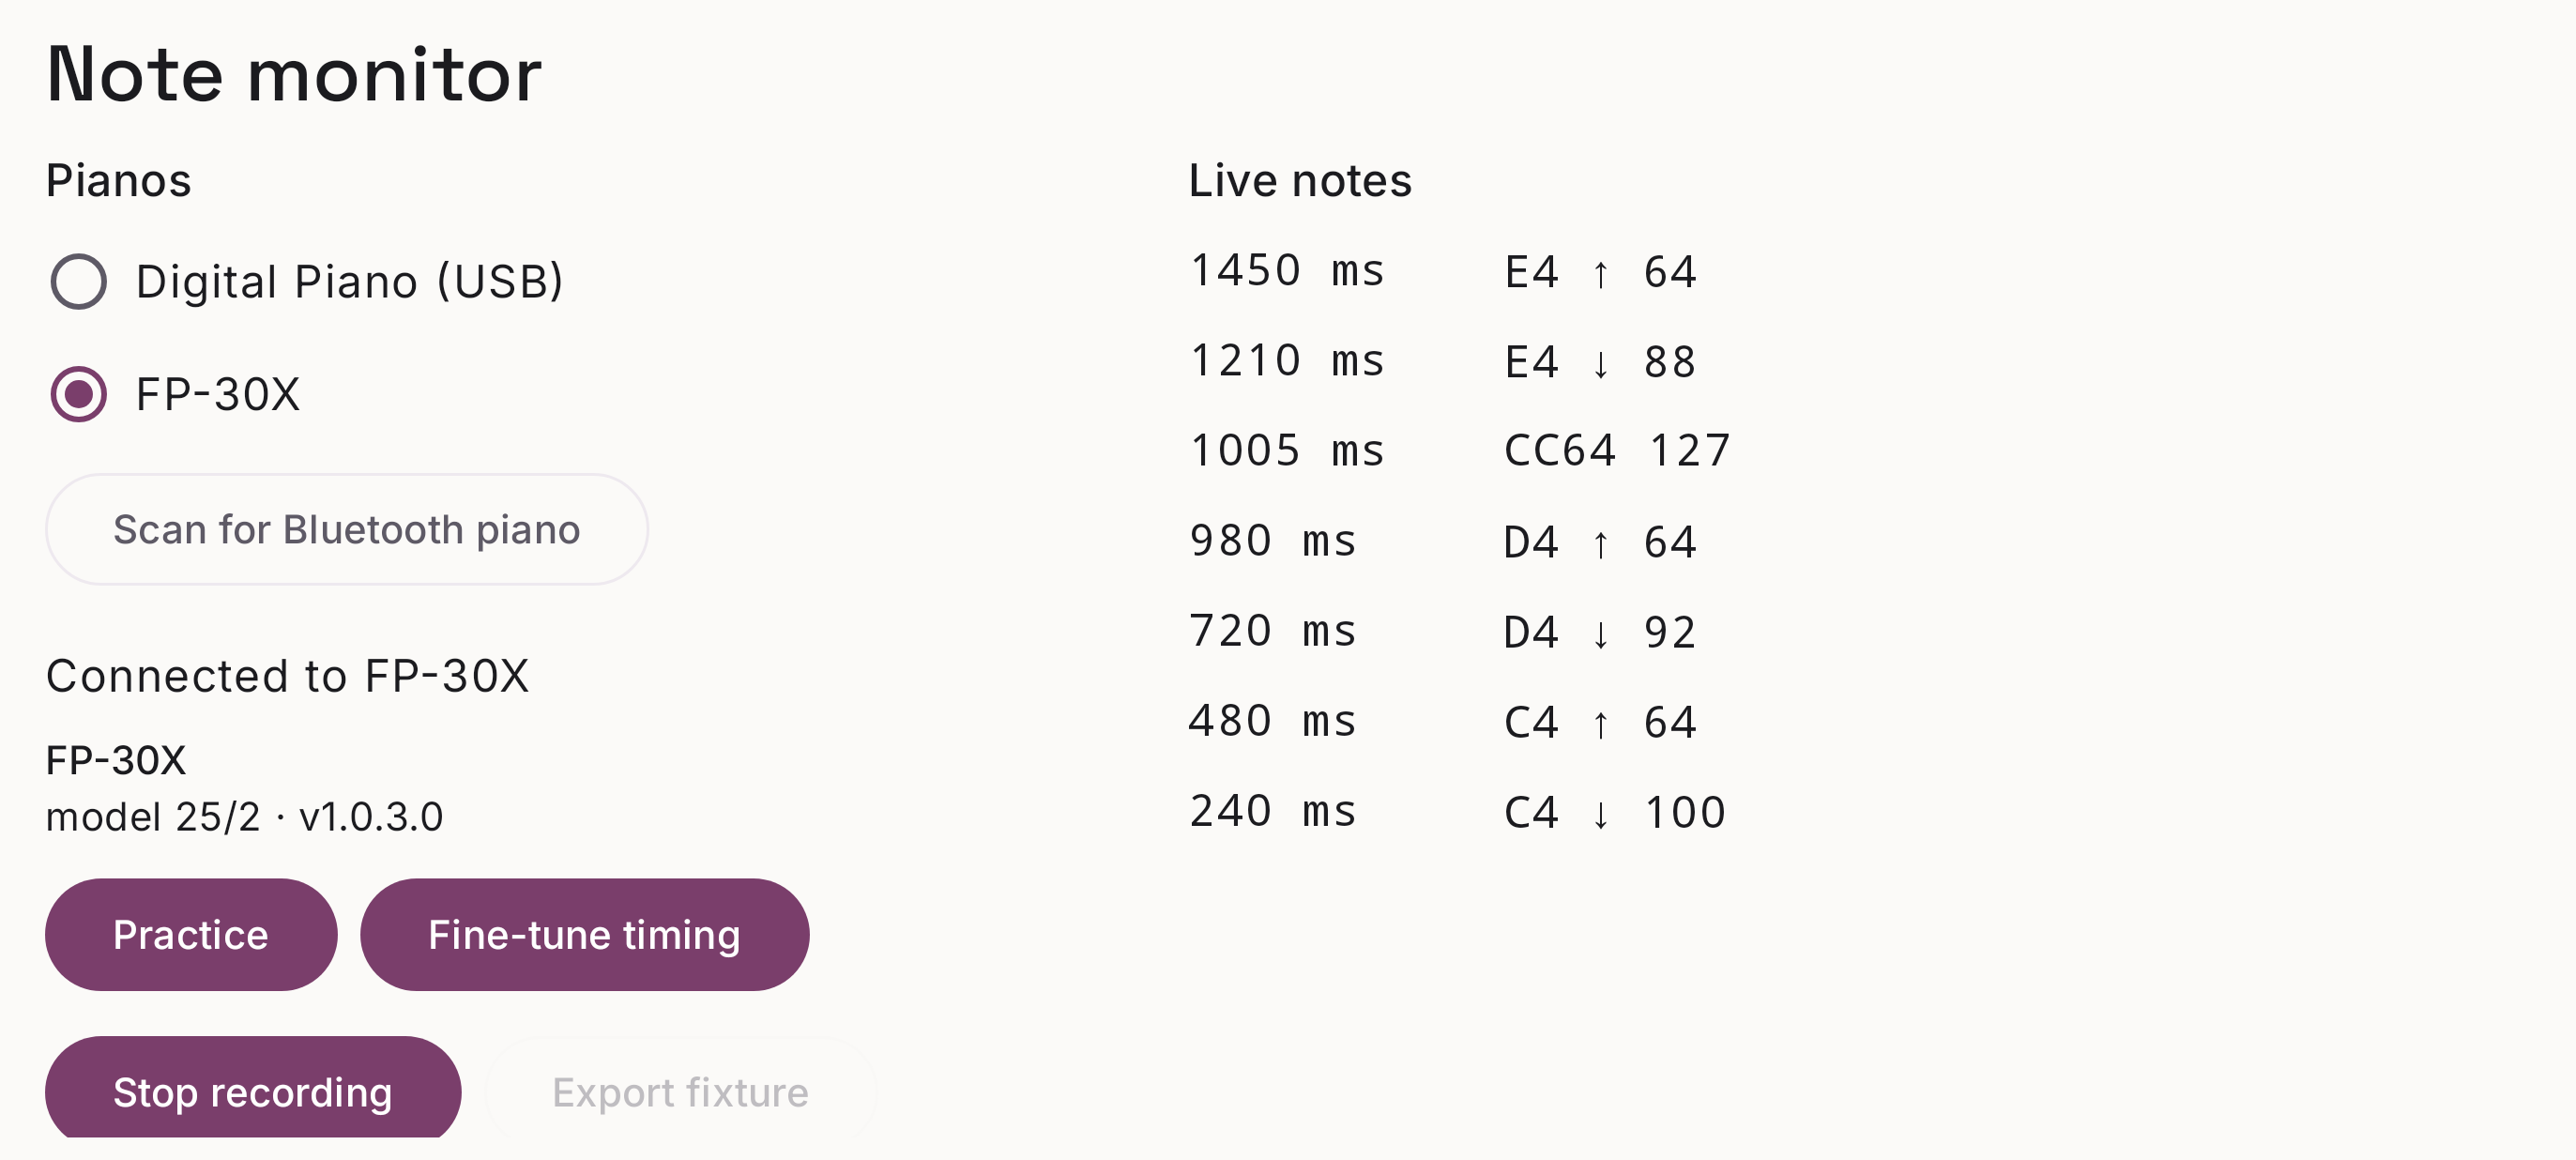 Note monitor
Pianos
Digital Piano (USB)
FP-30X
Scan for Bluetooth piano
Connected to FP-30X
FP-30X
model 25/2 · v1.0.3.0
Practice
Fine-tune timing
Stop recording
Export fixture
Live notes
1450 ms E4 ↑ 64
1210 ms E4 ↓ 88
1005 ms CC64 127
980 ms D4 ↑ 64
720 ms D4 ↓ 92
480 ms C4 ↑ 64
240 ms C4 ↓ 100